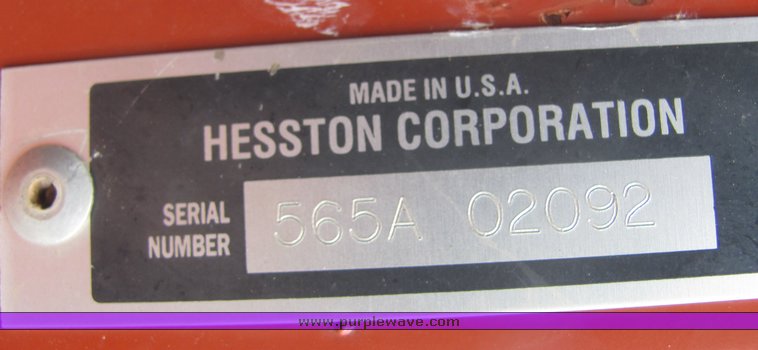 MADE IN U.S.A.
HESSTON CORPORATION
SERIAL NUMBER 565A 02092
www.purplewave.com